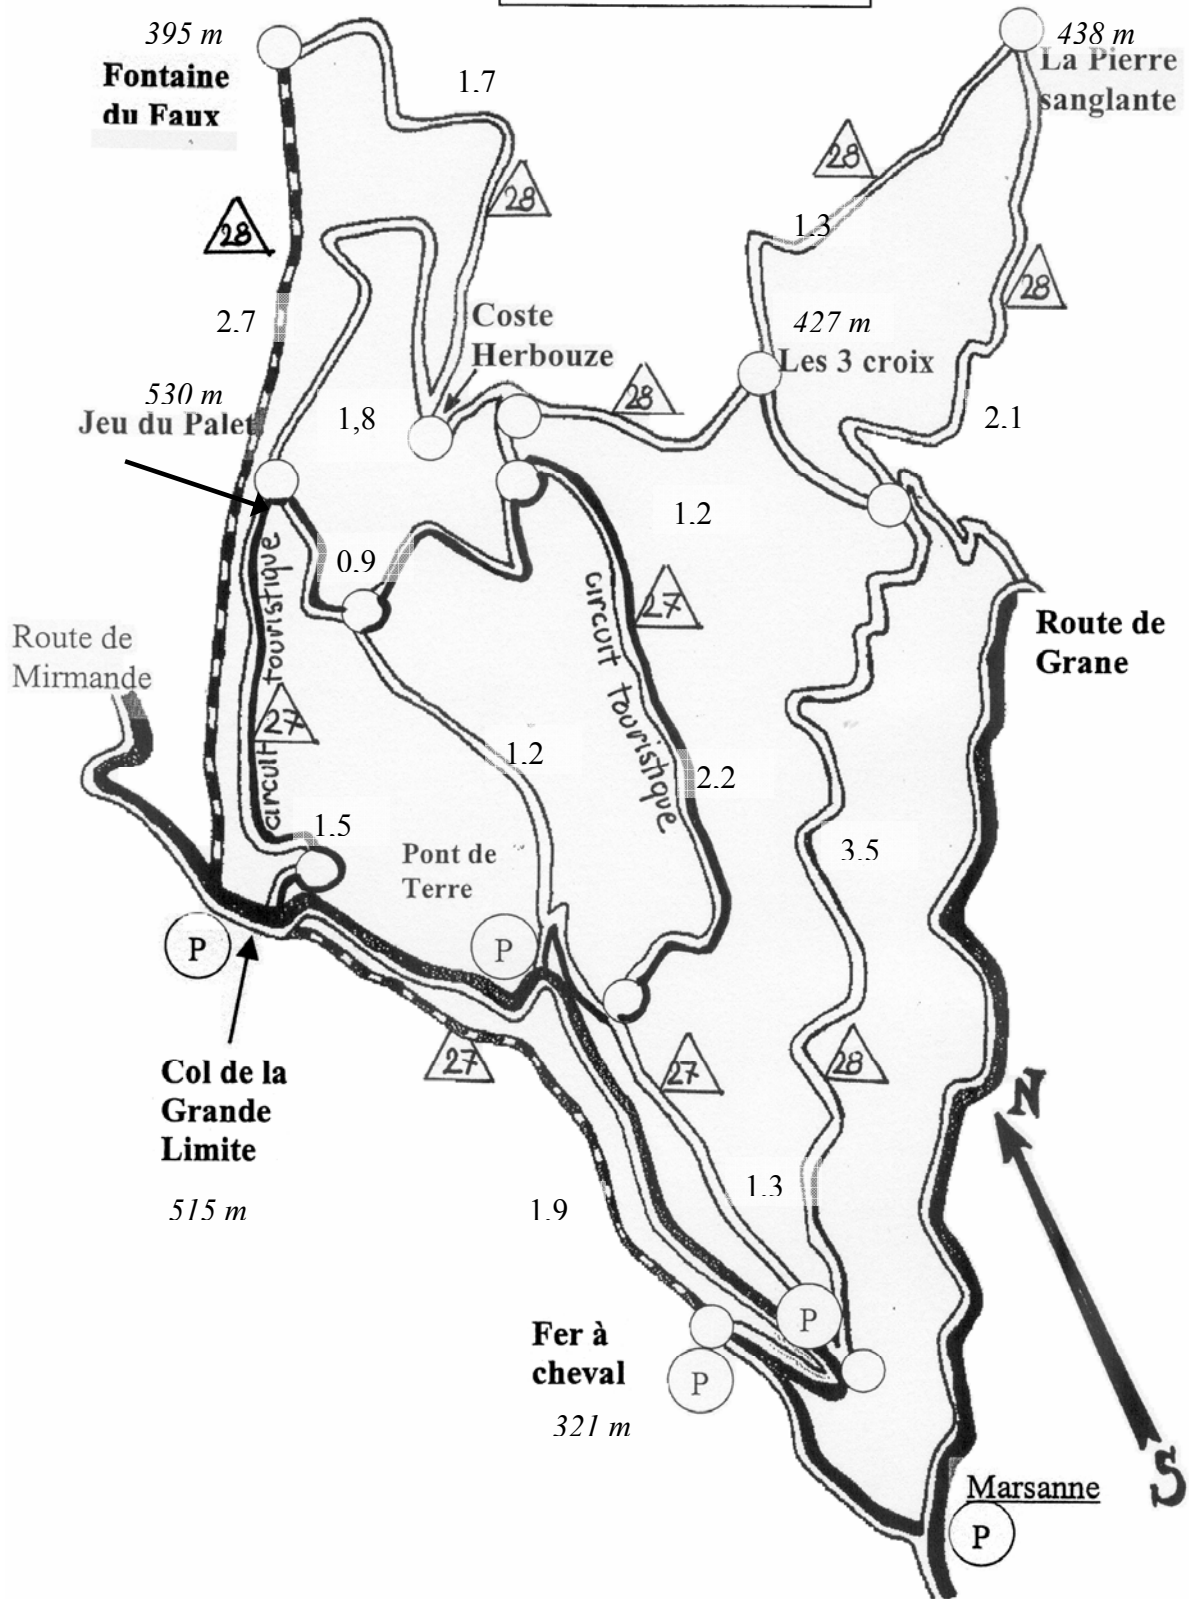 395 m
438 m
Fontaine
du Faux
La Pierre
sanglante
1.7
28
28
28
1.3
28
2.7
Coste
Herbouze
427 m
Les 3 croix
530 m
Jeu du Palet
28
1,8
2.1
1.2
0.9
circuit touristique
circuit touristique
27
Route de
Grane
Route de
Mirmande
27
1.2
2.2
1.5
Pont de
Terre
3.5
P
P
Col de la
Grande
Limite
27
27
28
N
515 m
1.9
1.3
Fer à
cheval
P
P
321 m
S
Marsanne
P